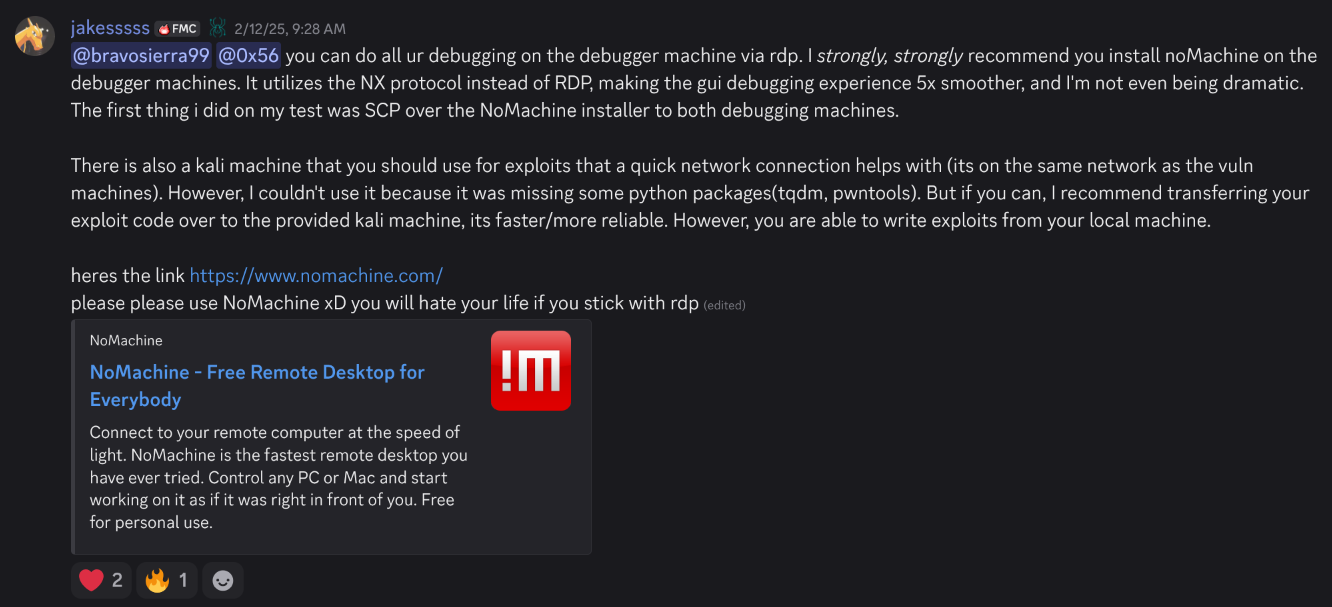 jakesssss FMC 2/12/25, 9:28 AM
@bravosierra99 @0x56 you can do all ur debugging on the debugger machine via rdp. I strongly, strongly recommend you install noMachine on the
debugger machines. It utilizes the NX protocol instead of RDP, making the gui debugging experience 5x smoother, and I'm not even being dramatic.
The first thing i did on my test was SCP over the NoMachine installer to both debugging machines.
There is also a kali machine that you should use for exploits that a quick network connection helps with (its on the same network as the vuln
machines). However, I couldn't use it because it was missing some python packages(tqdm, pwntools). But if you can, I recommend transferring your
exploit code over to the provided kali machine, its faster/more reliable. However, you are able to write exploits from your local machine.
heres the link https://www.nomachine.com/
please please use NoMachine xD you will hate your life if you stick with rdp (edited)
NoMachine
NoMachine - Free Remote Desktop for
Everybody
!M
Connect to your remote computer at the speed of
light. NoMachine is the fastest remote desktop you
have ever tried. Control any PC or Mac and start
working on it as if it was right in front of you. Free
for personal use.
2 1